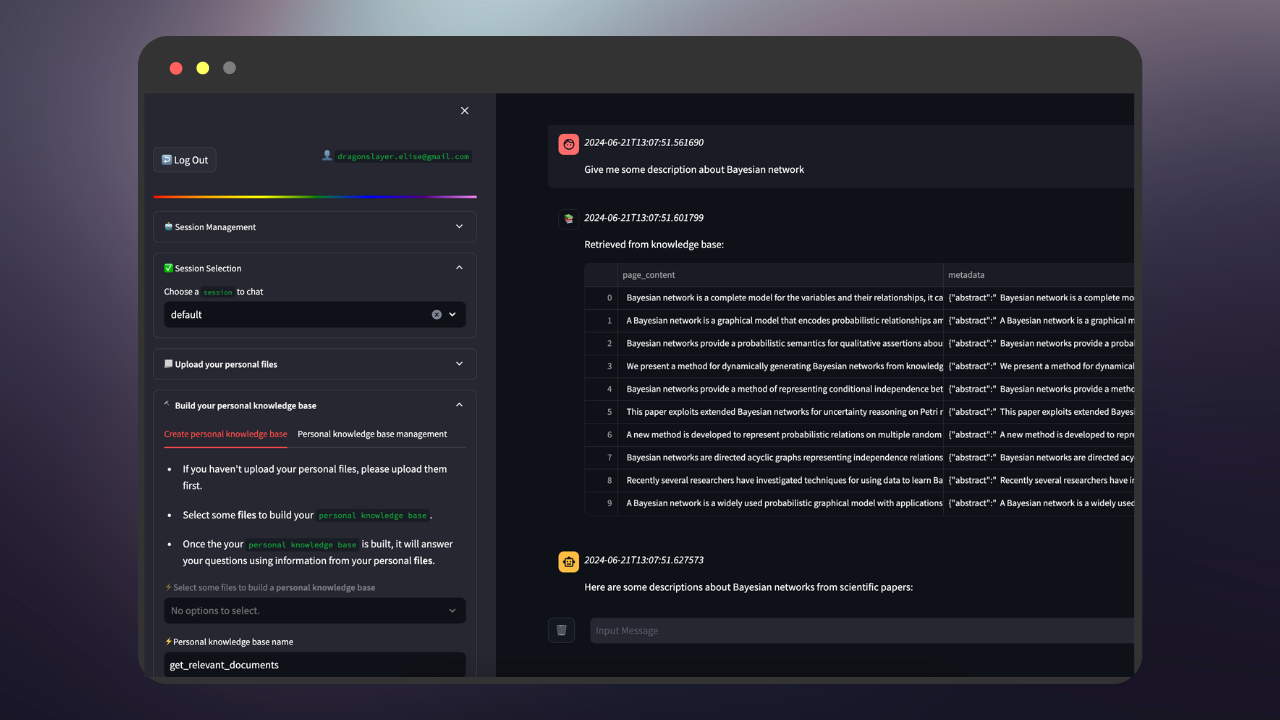 Log Out
dragonslayer.elise@gmail.com
Session Management
Session Selection
Choose a session to chat
default
Upload your personal files
Build your personal knowledge base
Create personal knowledge base
Personal knowledge base management
If you haven't upload your personal files, please upload them
first.
Select some files to build your personal knowledge base .
Once the your personal knowledge base is built, it will answer
your questions using information from your personal files.
⚡Select some files to build a personal knowledge base
No options to select.
⚡Personal knowledge base name
get_relevant_documents
2024-06-21T13:07:51.561690
Give me some description about Bayesian network
2024-06-21T13:07:51.601799
Retrieved from knowledge base:
page_content metadata
0 Bayesian network is a complete model for the variables and their relationships, it ca {"abstract":" Bayesian network is a complete mo
1 A Bayesian network is a graphical model that encodes probabilistic relationships am {"abstract":" A Bayesian network is a graphical m
2 Bayesian networks provide a probabilistic semantics for qualitative assertions abou {"abstract":" Bayesian networks provide a probal
3 We present a method for dynamically generating Bayesian networks from knowledg {"abstract":" We present a method for dynamical
4 Bayesian networks provide a method of representing conditional independence bet {"abstract":" Bayesian networks provide a metho
5 This paper exploits extended Bayesian networks for uncertainty reasoning on Petri r {"abstract":" This paper exploits extended Bayes
6 A new method is developed to represent probabilistic relations on multiple random {"abstract":" A new method is developed to repre
7 Bayesian networks are directed acyclic graphs representing independence relations {"abstract":" Bayesian networks are directed acy
8 Recently several researchers have investigated techniques for using data to learn Ba {"abstract":" Recently several researchers have ir
9 A Bayesian network is a widely used probabilistic graphical model with applications {"abstract":" A Bayesian network is a widely used
2024-06-21T13:07:51.627573
Here are some descriptions about Bayesian networks from scientific papers:
Input Message